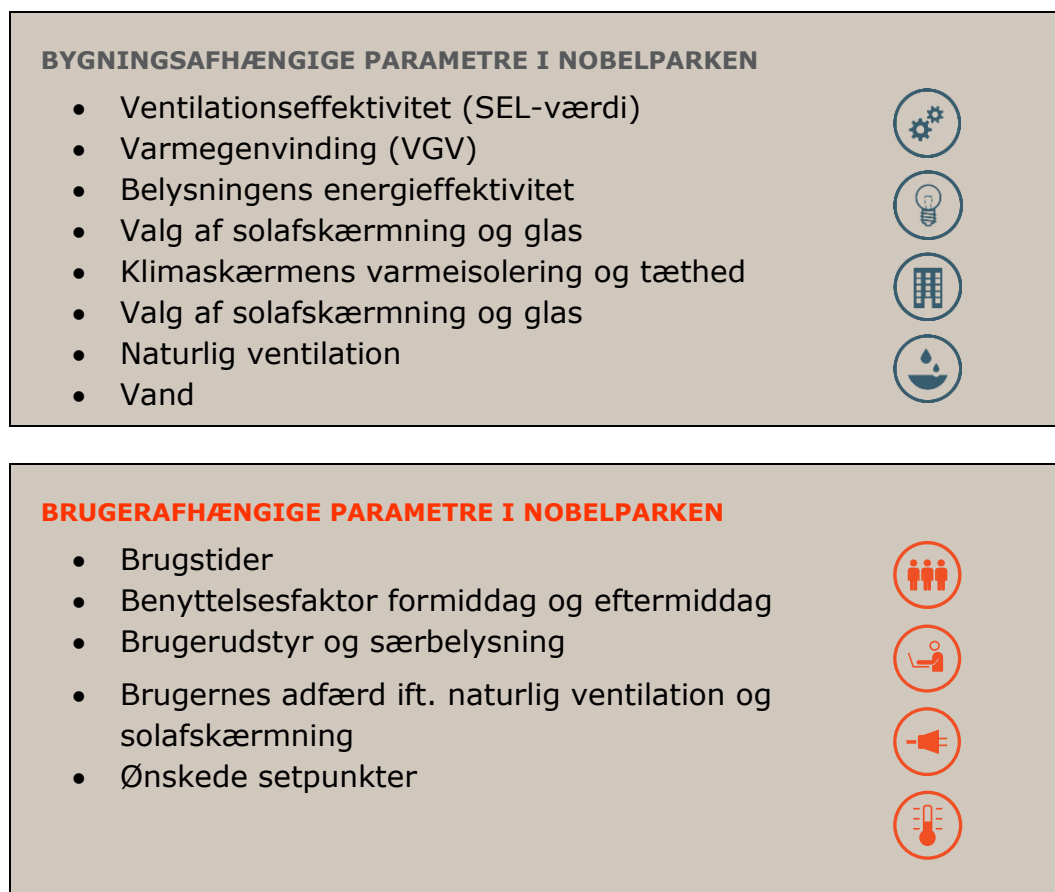 BYGNINGSAFHÆNGIGE PARAMETRE I NOBELPARKEN
• Ventilationseffektivitet (SEL-værdi)
• Varmegenvinding (VGV)
• Belysningens energieffektivitet
• Valg af solafskærmning og glas
• Klimaskærmens varmeisolering og tæthed
• Valg af solafskærmning og glas
• Naturlig ventilation
• Vand
BRUGERAFHÆNGIGE PARAMETRE I NOBELPARKEN
• Brugstider
• Benyttelsesfaktor formiddag og eftermiddag
• Brugerudstyr og særbelysning
• Brugernes adfærd ift. naturlig ventilation og
solafskærmning
• Ønskede setpunkter